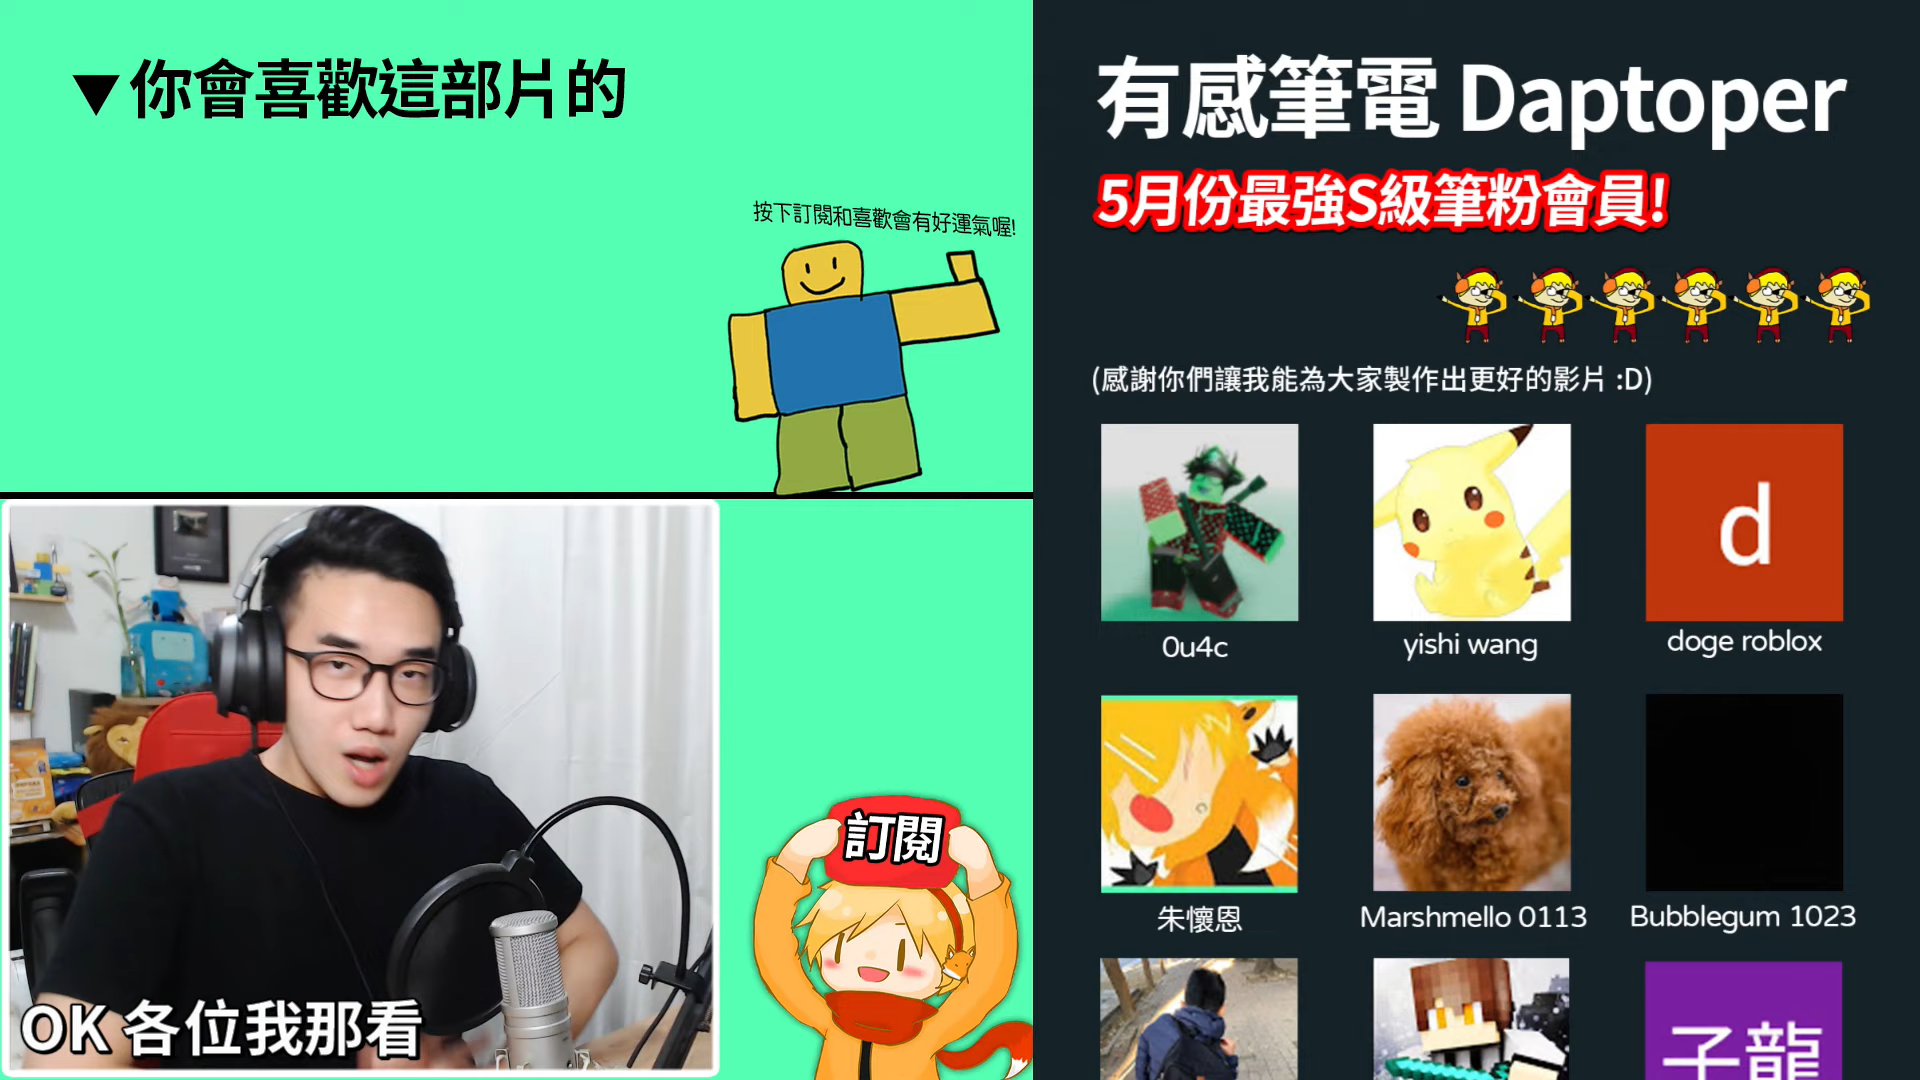 ▼你會喜歡這部片的
按下訂閱和喜歡會有好運氣喔!
訂閱
OK 各位我那看
有感筆電 Daptoper
5月份最強S級筆粉會員!
(感謝你們讓我能為大家製作出更好的影片 :D)
d
0u4c
yishi wang
doge roblox
朱懷恩
Marshmello 0113
Bubblegum 1023
子龍